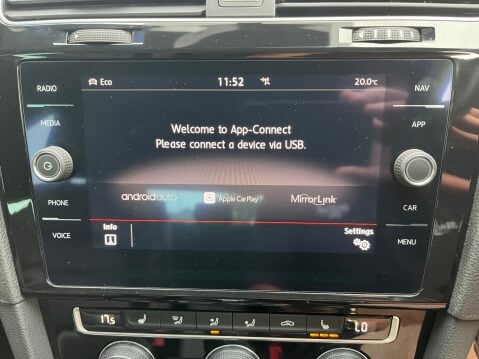 RADIO
MEDIA
PHONE
VOICE
Eco
11:52
20.0°C
Welcome to App-Connect
Please connect a device via USB.
androidauto
Apple CarPlay
MirrorLink
Info
Settings
NAV
APP
CAR
MENU
17.5
LO